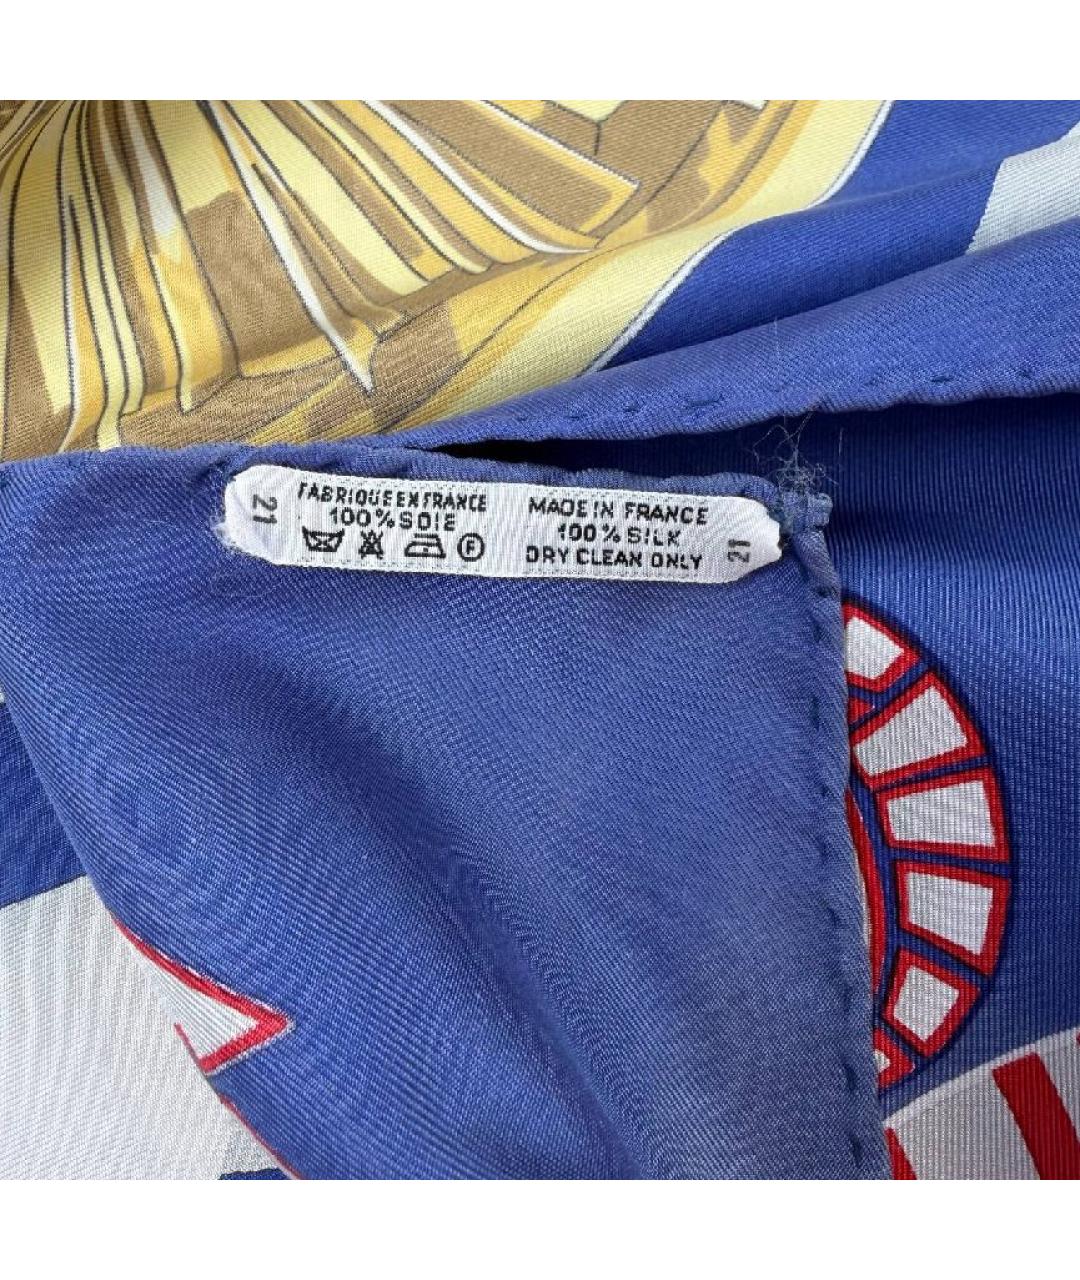 21
FABRIQUE EN FRANCE
100% SOIE
F
MADE IN FRANCE
100% SILK
DRY CLEAN ONLY
21